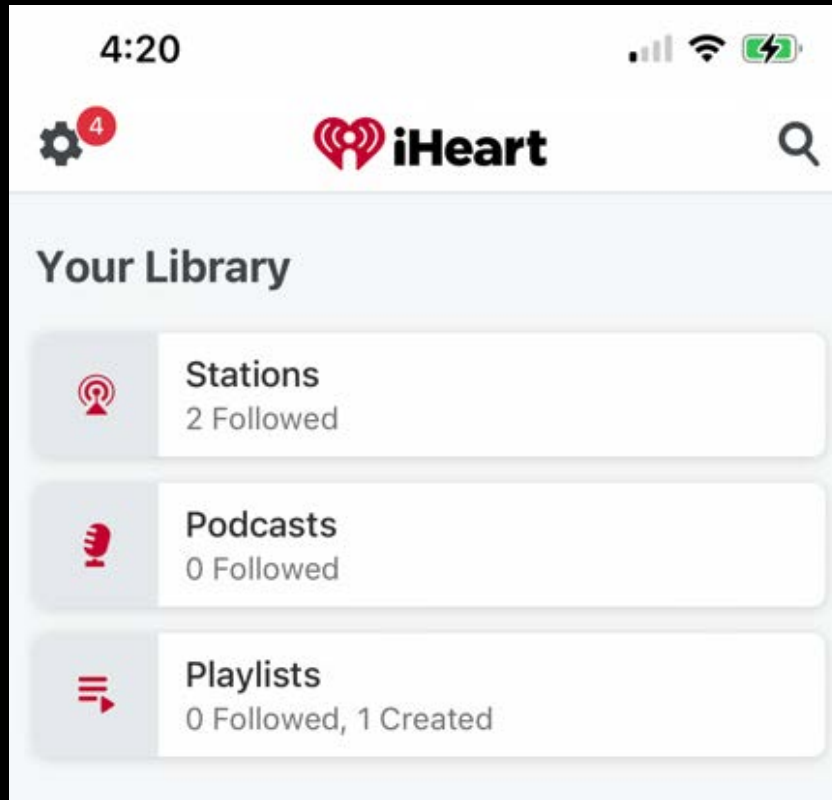 4:20
4
iHeart
Your Library
Stations
2 Followed
Podcasts
0 Followed
Playlists
0 Followed, 1 Created